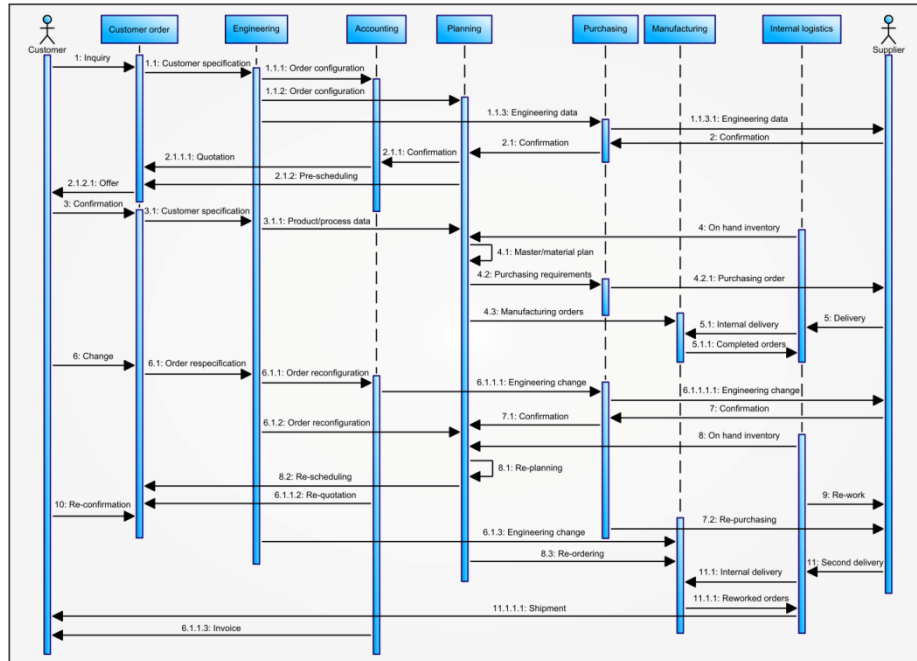 Customer order
Engineering
Accounting
Planning
Purchasing
Manufacturing
Internal logistics
Customer
Supplier
1: Inquiry
1.1: Customer specification
1.1.1: Order configuration
1.1.2: Order configuration
1.1.3: Engineering data
1.1.3.1: Engineering data
2: Confirmation
2.1: Confirmation
2.1.1: Confirmation
2.1.1.1: Quotation
2.1.2: Pre-scheduling
2.1.2.1: Offer
3: Confirmation
3.1: Customer specification
3.1.1: Product/process data
4: On hand inventory
4.1: Master/material plan
4.2: Purchasing requirements
4.2.1: Purchasing order
4.3: Manufacturing orders
5: Delivery
5.1: Internal delivery
5.1.1: Completed orders
6: Change
6.1: Order respecification
6.1.1: Order reconfiguration
6.1.1.1: Engineering change
6.1.1.1.1: Engineering change
7: Confirmation
7.1: Confirmation
6.1.2: Order reconfiguration
8: On hand inventory
8.1: Re-planning
8.2: Re-scheduling
6.1.1.2: Re-quotation
9: Re-work
10: Re-confirmation
7.2: Re-purchasing
6.1.3: Engineering change
8.3: Re-ordering
11: Second delivery
11.1: Internal delivery
11.1.1: Reworked orders
11.1.1.1: Shipment
6.1.1.3: Invoice